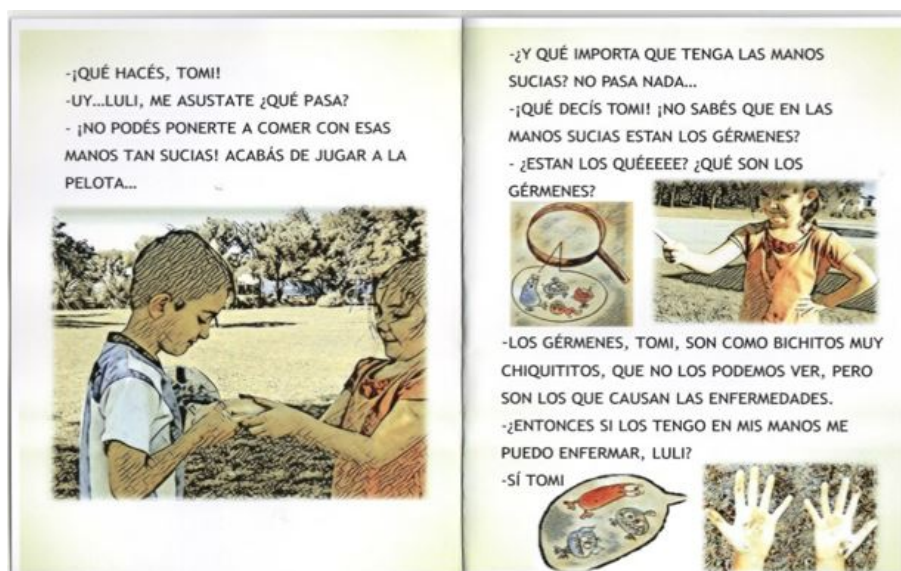 -¡QUÉ HACÉS, TOMI!
-UY...LULI, ME ASUSTATE ¿QUÉ PASA?
- ¡NO PODÉS PONERTE A COMER CON ESAS
MANOS TAN SUCIAS! ACABÁS DE JUGAR A LA
PELOTA...
-¿Y QUÉ IMPORTA QUE TENGA LAS MANOS
SUCIAS? NO PASA NADA...
-¡QUÉ DECÍS TOMI! ¡NO SABÉS QUE EN LAS
MANOS SUCIAS ESTAN LOS GÉRMENES?
- ¿ESTAN LOS QUÉEEEE? ¿QUÉ SON LOS
GÉRMENES?
-LOS GÉRMENES, TOMI, SON COMO BICHITOS MUY
CHIQUITITOS, QUE NO LOS PODEMOS VER, PERO
SON LOS QUE CAUSAN LAS ENFERMEDADES.
-¿ENTONCES SI LOS TENGO EN MIS MANOS ME
PUEDO ENFERMAR, LULI?
-SÍ TOMI